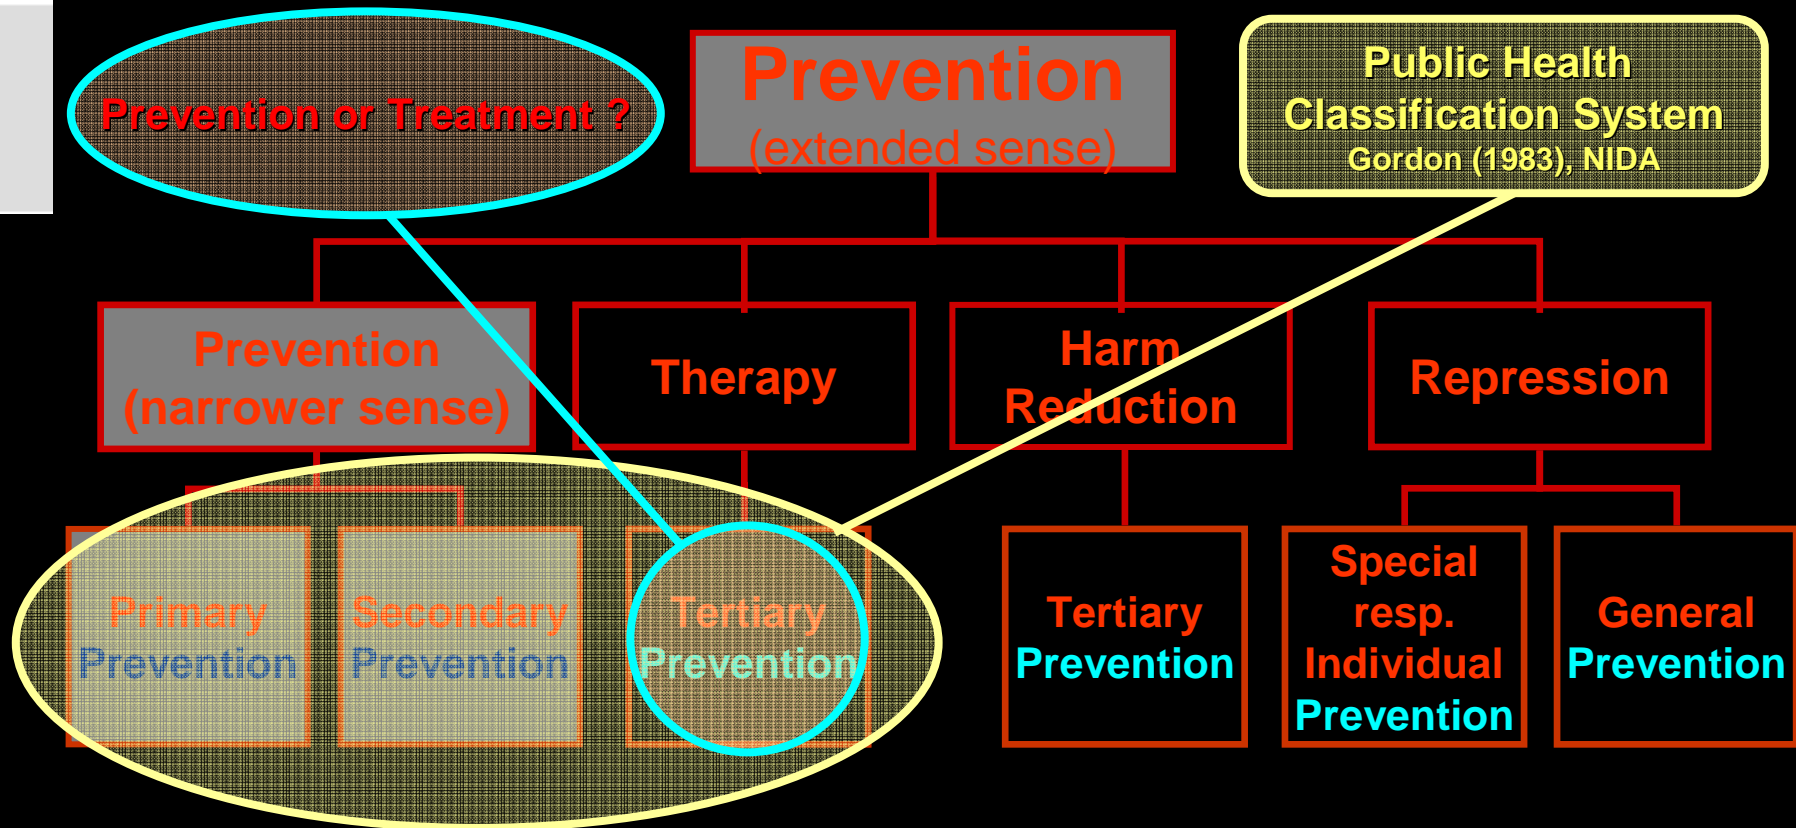 Prevention or Treatment ?
Prevention
(extended sense)
Public Health
Classification System
Gordon (1983), NIDA
Prevention
(narrower sense)
Therapy
Harm
Reduction
Repression
Primary
Prevention
Secondary
Prevention
Tertiary
Prevention
Tertiary
Prevention
Special
resp.
Individual
Prevention
General
Prevention